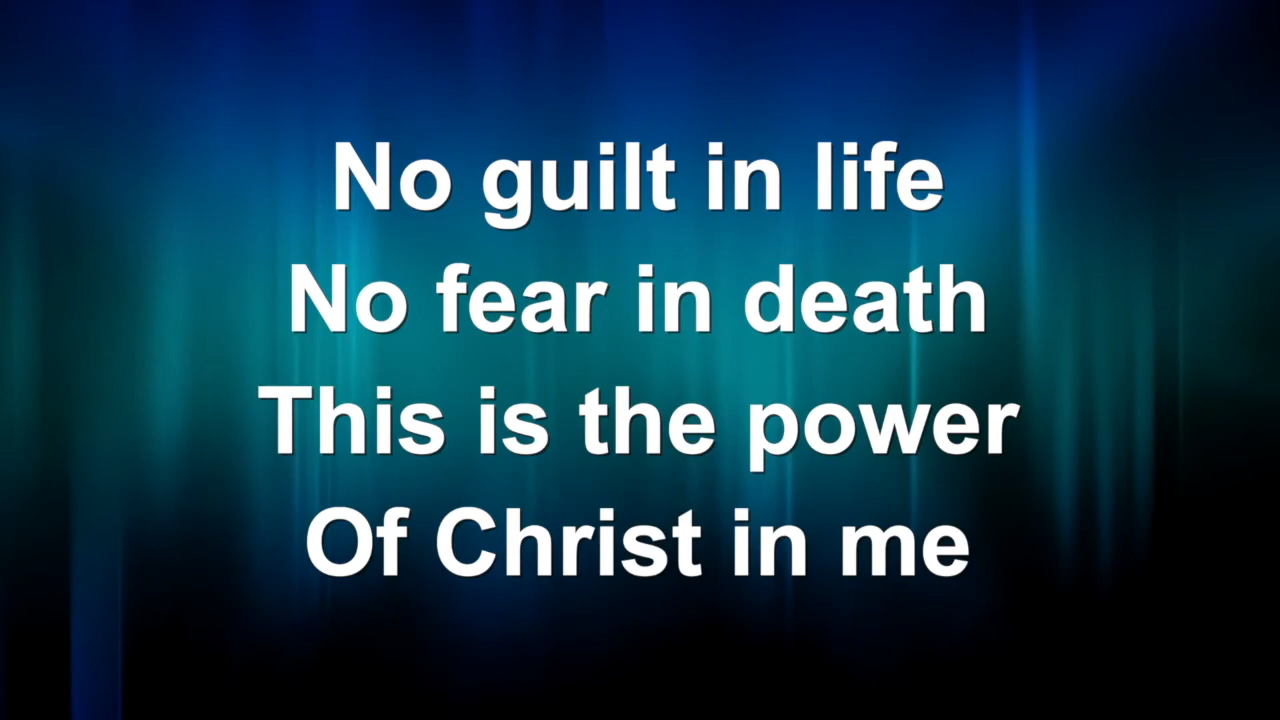 No guilt in life
No fear in death
This is the power
Of Christ in me